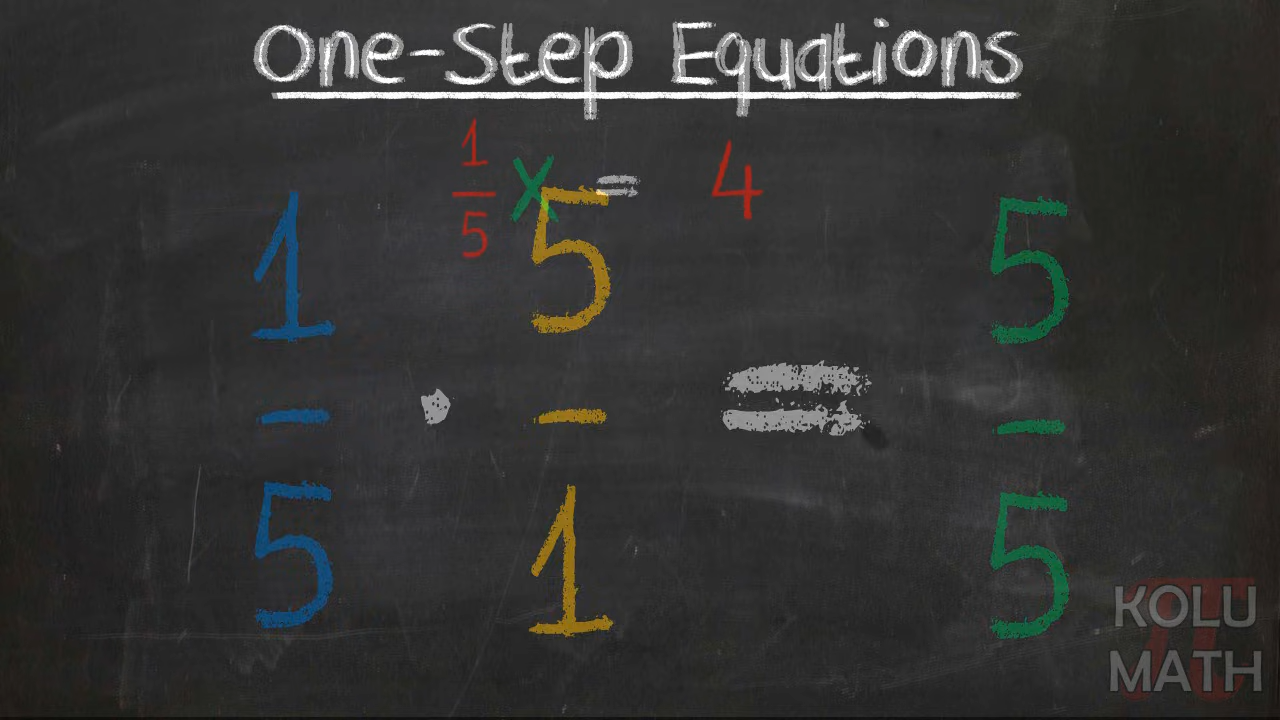 One-Step Equations
1/5 x = 4
1/5 · 5/1 = 5/5
KOLU
MATH